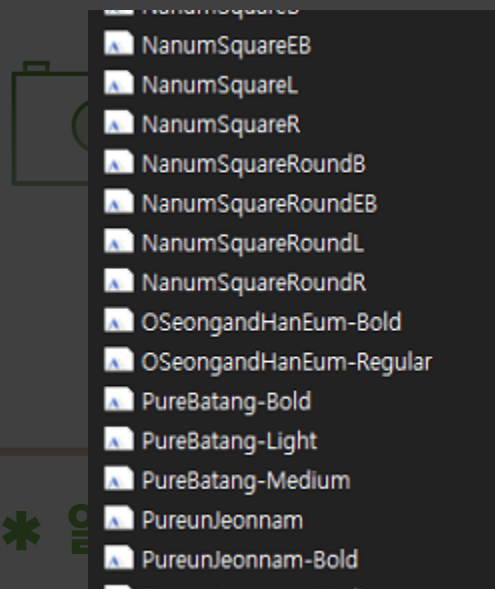 NanumSquareB
NanumSquareEB
NanumSquareL
NanumSquareR
NanumSquareRoundB
NanumSquareRoundEB
NanumSquareRoundL
NanumSquareRoundR
OSeongandHanEum-Bold
OSeongandHanEum-Regular
PureBatang-Bold
PureBatang-Light
PureBatang-Medium
PureunJeonnam
PureunJeonnam-Bold